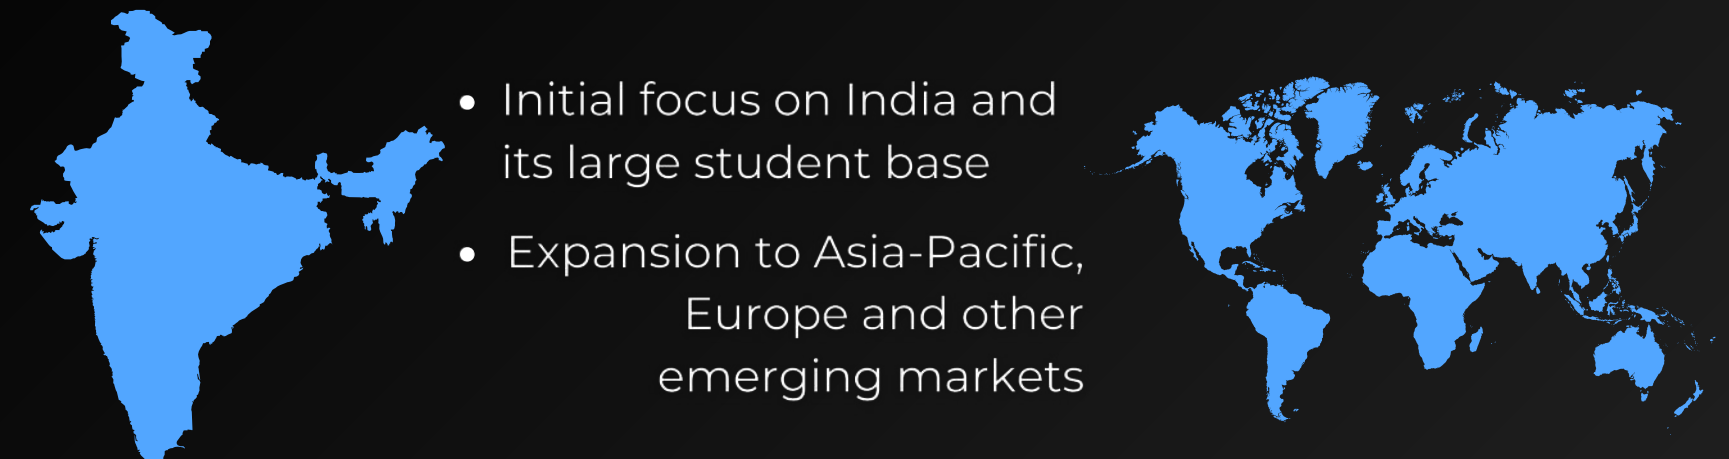 • Initial focus on India and
its large student base
• Expansion to Asia-Pacific,
Europe and other
emerging markets